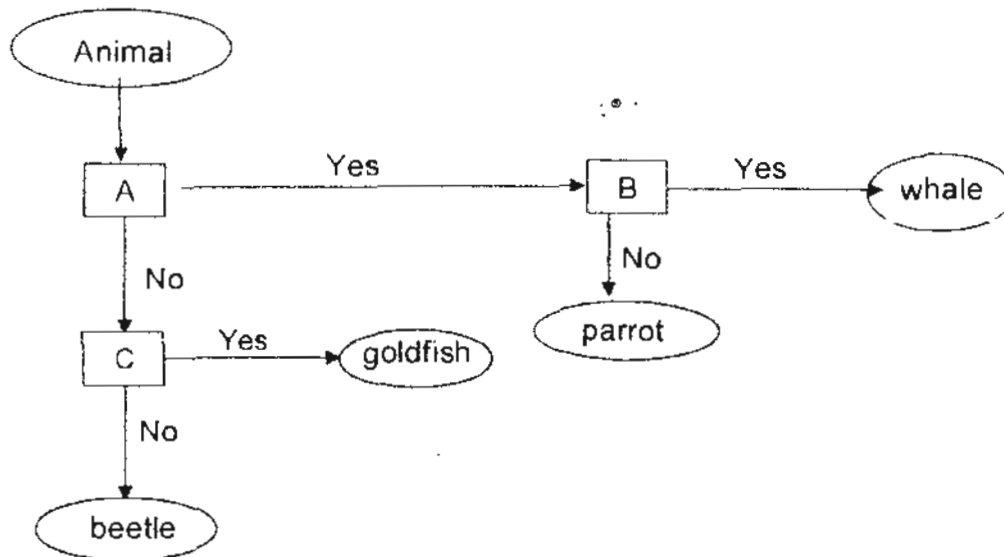 Animal
A
Yes
B
Yes
whale
No
No
parrot
C
Yes
goldfish
No
beetle